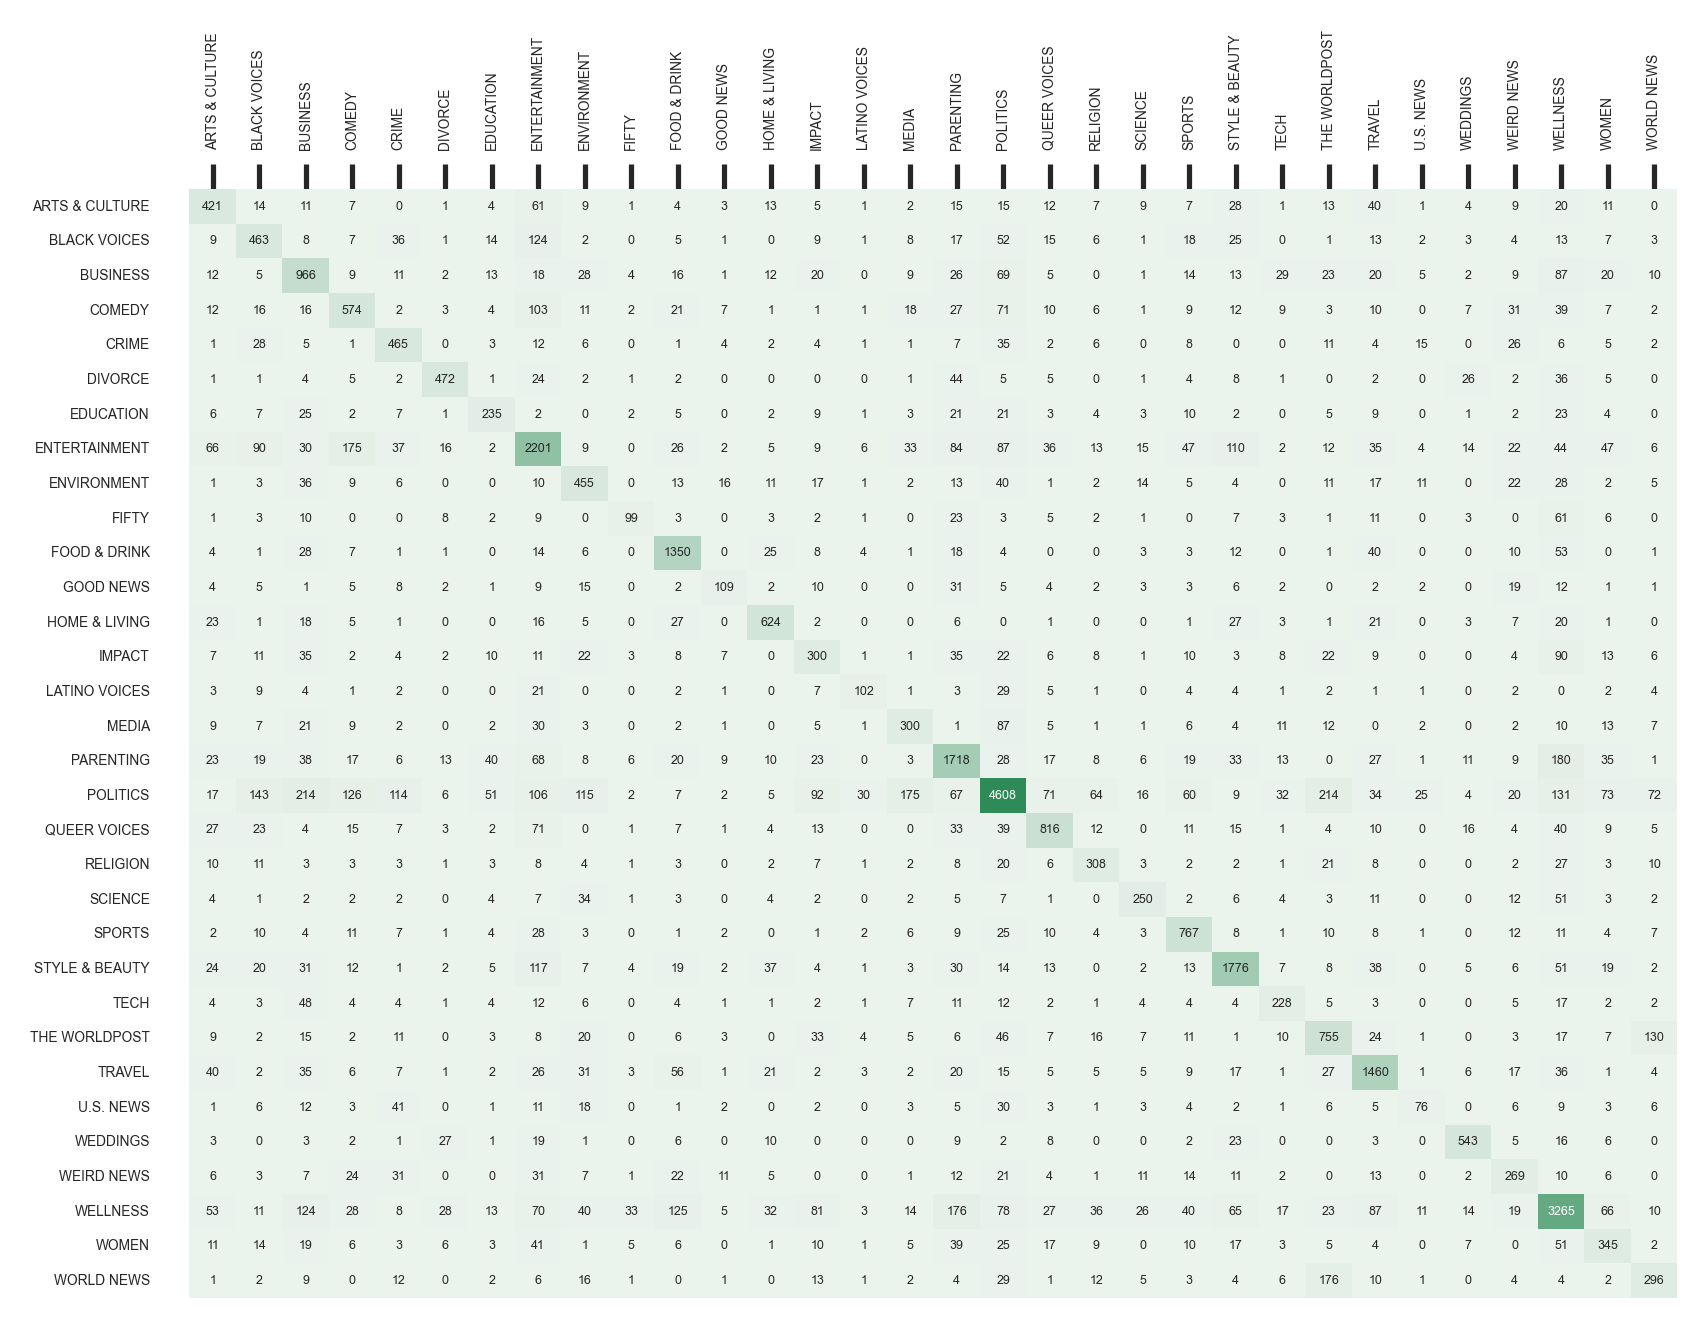 ARTS & CULTURE BLACK VOICES BUSINESS COMEDY CRIME DIVORCE EDUCATION ENTERTAINMENT ENVIRONMENT FIFTY FOOD & DRINK GOOD NEWS HOME & LIVING IMPACT LATINO VOICES MEDIA PARENTING POLITICS QUEER VOICES RELIGION SCIENCE SPORTS STYLE & BEAUTY TECH THE WORLDPOST TRAVEL U.S. NEWS WEDDINGS WEIRD NEWS WELLNESS WOMEN WORLD NEWS
ARTS & CULTURE 421 14 11 7 0 1 4 61 9 1 4 3 13 5 1 2 15 15 12 7 9 7 28 1 13 40 1 4 9 20 11 0
BLACK VOICES 9 463 8 7 36 1 14 124 2 0 5 1 0 9 1 8 17 52 15 6 1 18 25 0 1 13 2 3 4 13 7 3
BUSINESS 12 5 966 9 11 2 13 18 28 4 16 1 12 20 0 9 26 69 5 0 1 14 13 29 23 20 5 2 9 87 20 10
COMEDY 12 16 16 574 2 3 4 103 11 2 21 7 1 1 1 18 27 71 10 6 1 9 12 9 3 10 0 7 31 39 7 2
CRIME 1 28 5 1 465 0 3 12 6 0 1 4 2 4 1 1 7 35 2 6 0 8 0 0 11 4 15 0 26 6 5 2
DIVORCE 1 1 4 5 2 472 1 24 2 1 2 0 0 0 0 1 44 5 5 0 1 4 8 1 0 2 0 26 2 36 5 0
EDUCATION 6 7 25 2 7 1 235 2 0 2 5 0 2 9 1 3 21 21 3 4 3 10 2 0 5 9 0 1 2 23 4 0
ENTERTAINMENT 66 90 30 175 37 16 2 2201 9 0 26 2 5 9 6 33 84 87 36 13 15 47 110 2 12 35 4 14 22 44 47 6
ENVIRONMENT 1 3 36 9 6 0 0 10 455 0 13 16 11 17 1 2 13 40 1 2 14 5 4 0 11 17 11 0 22 28 2 5
FIFTY 1 3 10 0 0 8 2 9 0 99 3 0 3 2 1 0 23 3 5 2 1 0 7 3 1 11 0 3 0 61 6 0
FOOD & DRINK 4 1 28 7 1 1 0 14 6 0 1350 0 25 8 4 1 18 4 0 0 3 3 12 0 1 40 0 0 10 53 0 1
GOOD NEWS 4 5 1 5 8 2 1 9 15 0 2 109 2 10 0 0 31 5 4 2 3 3 6 2 0 2 2 0 19 12 1 1
HOME & LIVING 23 1 18 5 1 0 0 16 5 0 27 0 624 2 0 0 6 0 1 0 0 1 27 3 1 21 0 3 7 20 1 0
IMPACT 7 11 35 2 4 2 10 11 22 3 8 7 0 300 1 1 35 22 6 8 1 10 3 8 22 9 0 0 4 90 13 6
LATINO VOICES 3 9 4 1 2 0 0 21 0 0 2 1 0 7 102 1 3 29 5 1 0 4 4 1 2 1 1 0 2 0 2 4
MEDIA 9 7 21 9 2 0 2 30 3 0 2 1 0 5 1 300 1 87 5 1 1 6 4 11 12 0 2 0 2 10 13 7
PARENTING 23 19 38 17 6 13 40 68 8 6 20 9 10 23 0 3 1718 28 17 8 6 19 33 13 0 27 1 11 9 180 35 1
POLITICS 17 143 214 126 114 6 51 106 115 2 7 2 5 92 30 175 67 4608 71 64 16 60 9 32 214 34 25 4 20 131 73 72
QUEER VOICES 27 23 4 15 7 3 2 71 0 1 7 1 4 13 0 0 33 39 816 12 0 11 15 1 4 10 0 16 4 40 9 5
RELIGION 10 11 3 3 3 1 3 8 4 1 3 0 2 7 1 2 8 20 6 308 3 2 2 1 21 8 0 0 2 27 3 10
SCIENCE 4 1 2 2 2 0 4 7 34 1 3 0 4 2 0 2 5 7 1 0 250 2 6 4 3 11 0 0 12 51 3 2
SPORTS 2 10 4 11 7 1 4 28 3 0 1 2 0 1 2 6 9 25 10 4 3 767 8 1 10 8 1 0 12 11 4 7
STYLE & BEAUTY 24 20 31 12 1 2 5 117 7 4 19 2 37 4 1 3 30 14 13 0 2 13 1776 7 8 38 0 5 6 51 19 2
TECH 4 3 48 4 4 1 4 12 6 0 4 1 1 2 1 7 11 12 2 1 4 4 4 228 5 3 0 0 5 17 2 2
THE WORLDPOST 9 2 15 2 11 0 3 8 20 0 6 3 0 33 4 5 6 46 7 16 7 11 1 10 755 24 1 0 3 17 7 130
TRAVEL 40 2 35 6 7 1 2 26 31 3 56 1 21 2 3 2 20 15 5 5 5 9 17 1 27 1460 1 6 17 36 1 4
U.S. NEWS 1 6 12 3 41 0 1 11 18 0 1 2 0 2 0 3 5 30 3 1 3 4 2 1 6 5 76 0 6 9 3 6
WEDDINGS 3 0 3 2 1 27 1 19 1 0 6 0 10 0 0 0 9 2 8 0 0 2 23 0 0 3 0 543 5 16 6 0
WEIRD NEWS 6 3 7 24 31 0 0 31 7 1 22 11 5 0 0 1 12 21 4 1 11 14 11 2 0 13 0 2 269 10 6 0
WELLNESS 53 11 124 28 8 28 13 70 40 33 125 5 32 81 3 14 176 78 27 36 26 40 65 17 23 87 11 14 19 3265 66 10
WOMEN 11 14 19 6 3 6 3 41 1 5 6 0 1 10 1 5 39 25 17 9 0 10 17 3 5 4 0 7 0 51 345 2
WORLD NEWS 1 2 9 0 12 0 2 6 16 1 0 1 0 13 1 2 4 29 1 12 5 3 4 6 176 10 1 0 4 4 2 296